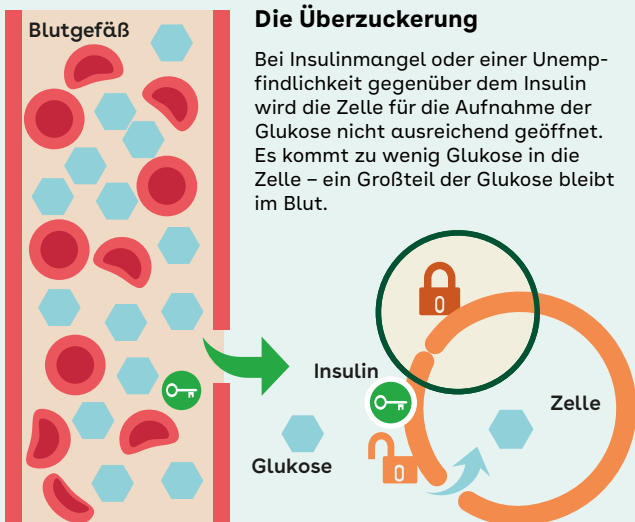 Blutgefäß
Die Überzuckerung
Bei Insulinmangel oder einer Unemp-
findlichkeit gegenüber dem Insulin
wird die Zelle für die Aufnahme der
Glukose nicht ausreichend geöffnet.
Es kommt zu wenig Glukose in die
Zelle – ein Großteil der Glukose bleibt
im Blut.
Insulin
Zelle
Glukose